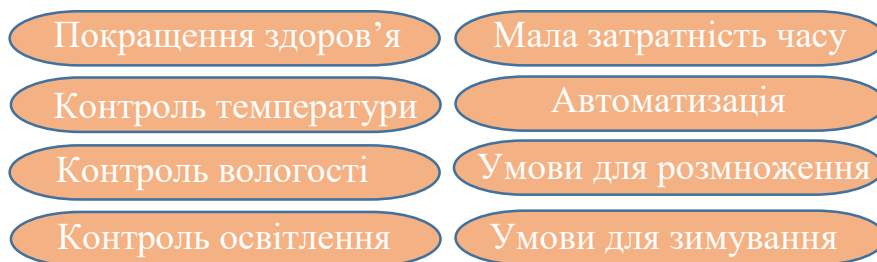 Покращення здоров’я
Мала затратність часу
Контроль температури
Автоматизація
Контроль вологості
Умови для розмноження
Контроль освітлення
Умови для зимування